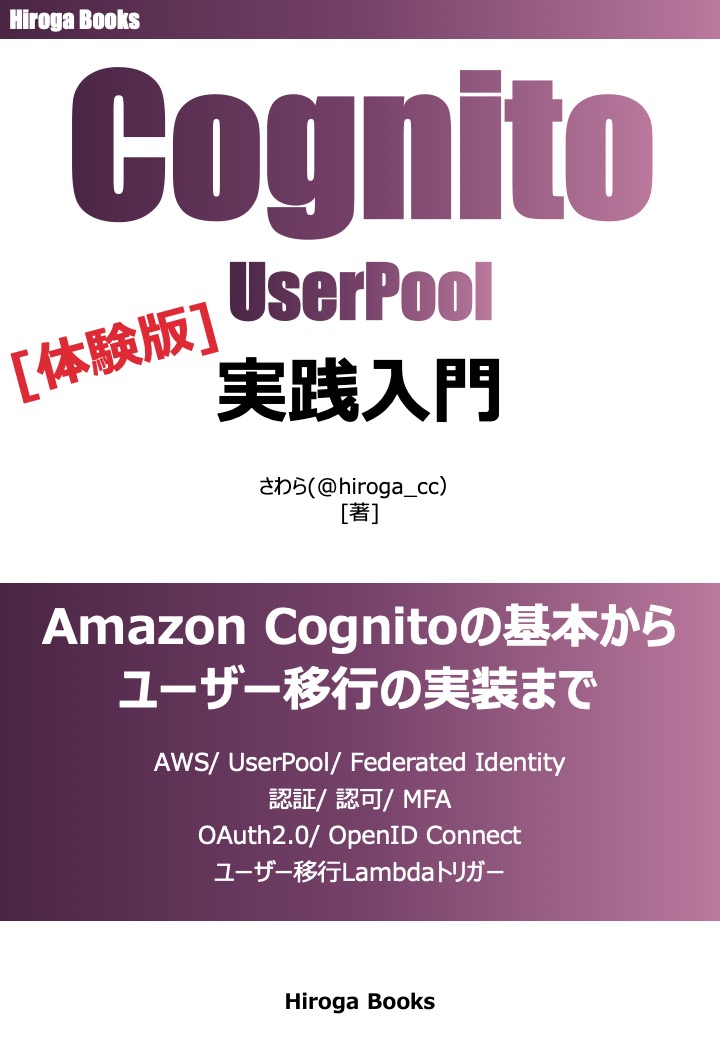 Hiroga Books
Cognito
UserPool
[体験版]
実践入門
さわら(@hiroga_cc）
[著]
Amazon Cognitoの基本から
ユーザー移行の実装まで
AWS/ UserPool/ Federated Identity
認証/ 認可/ MFA
OAuth2.0/ OpenID Connect
ユーザー移行Lambdaトリガー
Hiroga Books